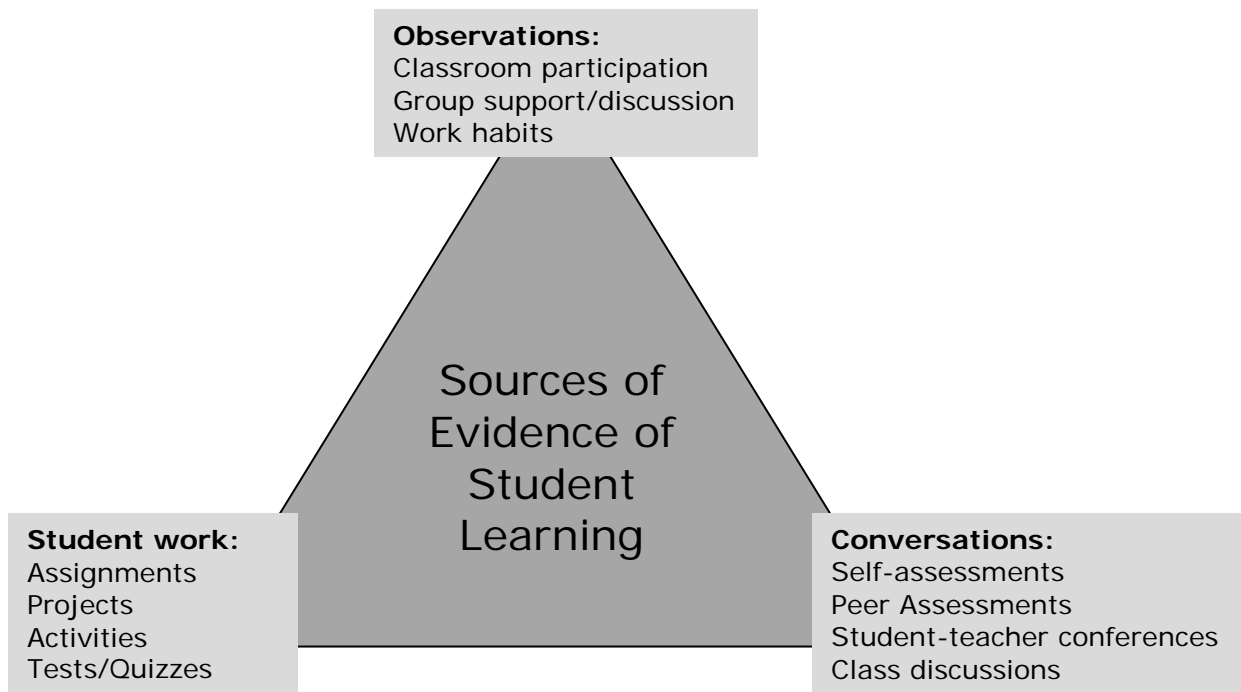 Observations:
Classroom participation
Group support/discussion
Work habits
Sources of
Evidence of
Student
Learning
Student work:
Assignments
Projects
Activities
Tests/Quizzes
Conversations:
Self-assessments
Peer Assessments
Student-teacher conferences
Class discussions